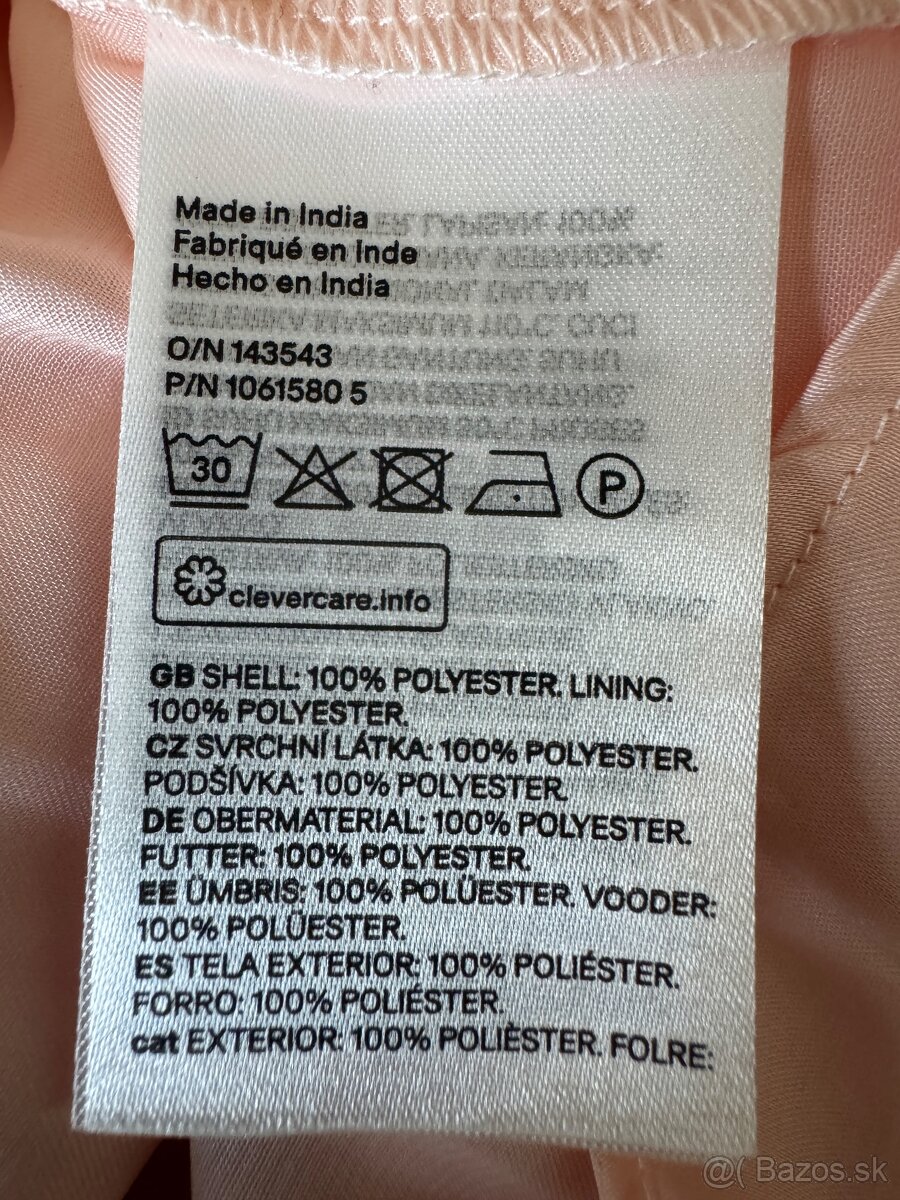 Made in India
Fabriqué en Inde
Hecho en India
O/N 143543
P/N 1061580 5
30
P
clevercare.info
GB SHELL: 100% POLYESTER. LINING:
100% POLYESTER.
CZ SVRCHNÍ LÁTKA: 100% POLYESTER.
PODŠÍVKA: 100% POLYESTER.
DE OBERMATERIAL: 100% POLYESTER.
FUTTER: 100% POLYESTER.
EE ÜMBRIS: 100% POLÜESTER. VOODER:
100% POLÜESTER.
ES TELA EXTERIOR: 100% POLIÉSTER.
FORRO: 100% POLIÉSTER.
cat EXTERIOR: 100% POLIÈSTER. FOLRE:
@( Bazos.sk